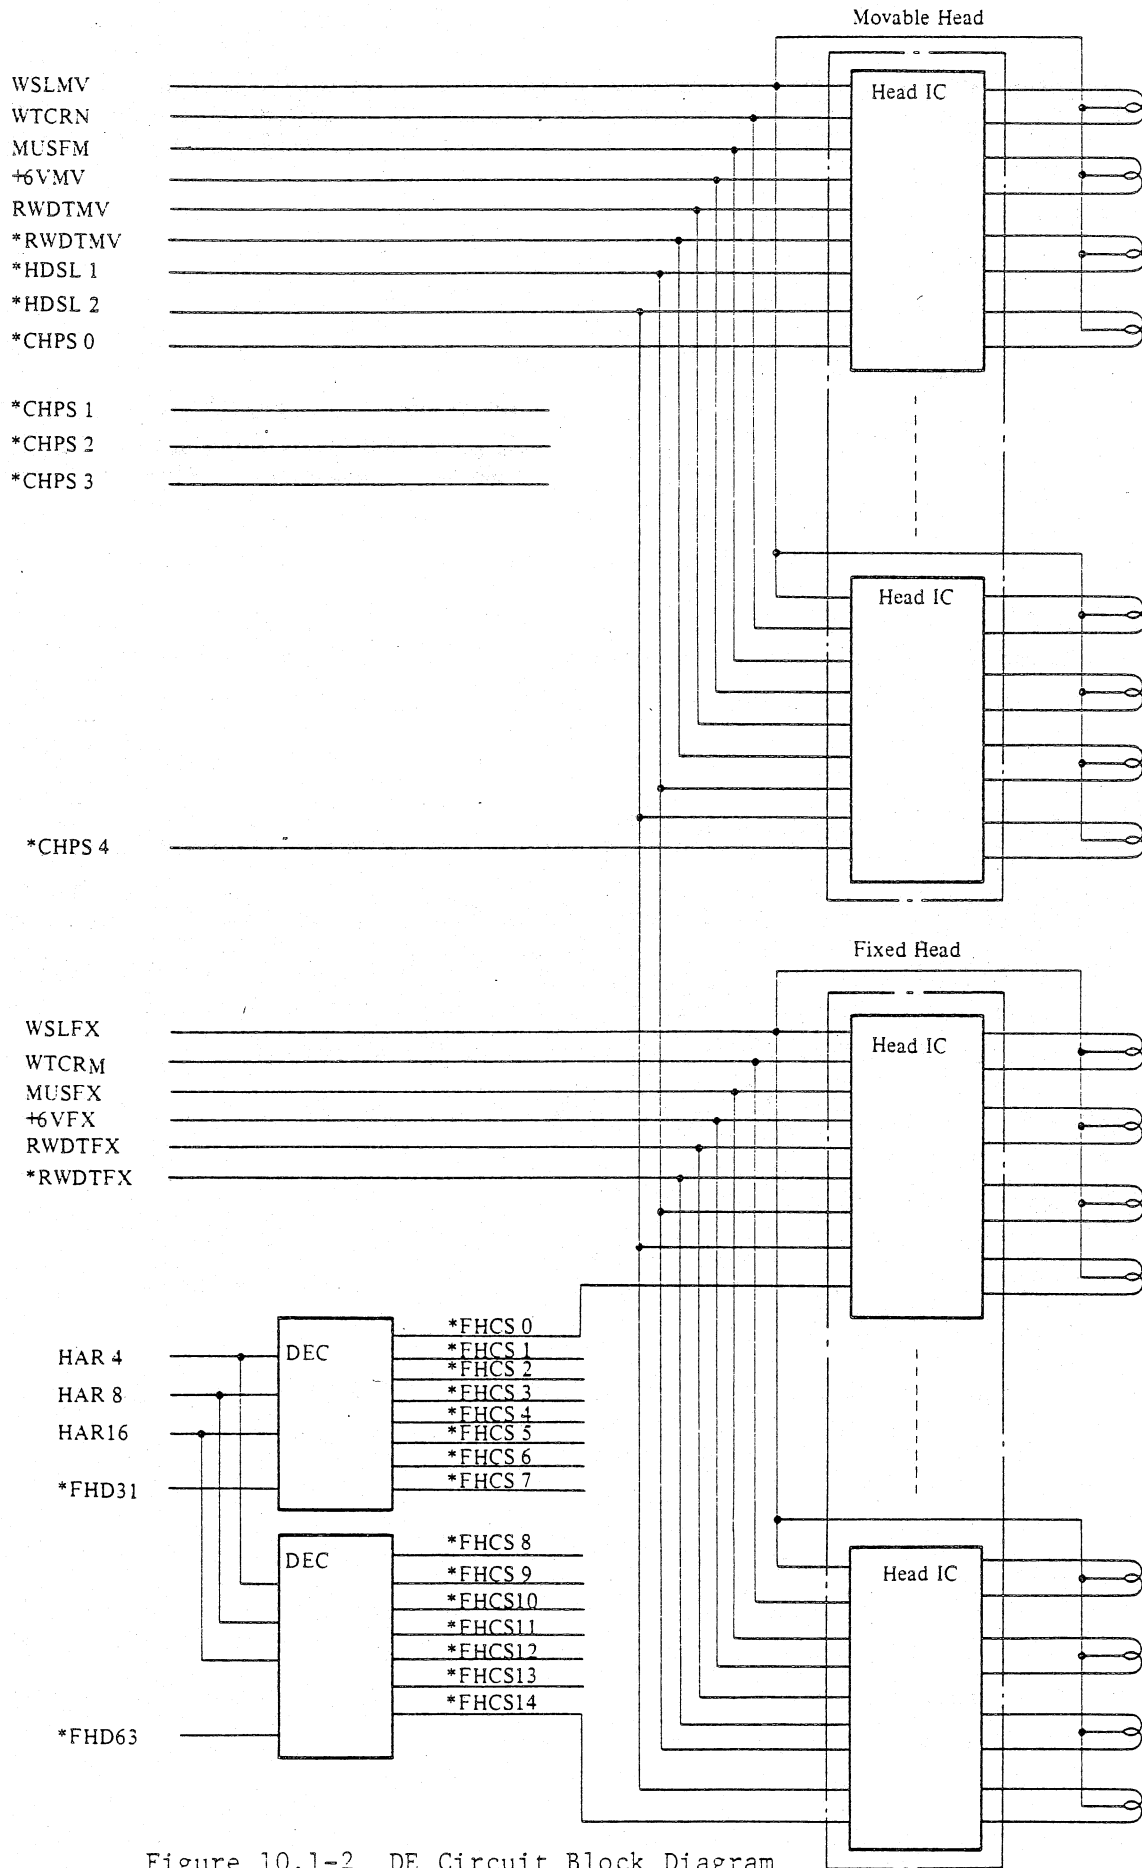 Movable Head
WSLMV
Head IC
WTCRN
MUSFM
+6VMV
RWDTMV
*RWDTMV
*HDSL 1
*HDSL 2
*CHPS 0
*CHPS 1
*CHPS 2
*CHPS 3
Head IC
*CHPS 4
Fixed Head
WSLFX
Head IC
WTCRM
MUSFX
+6VFX
RWDTFX
*RWDTFX
*FHCS 0
DEC
*FHCS 1
HAR 4
*FHCS 2
HAR 8
*FHCS 3
*FHCS 4
HAR16
*FHCS 5
*FHCS 6
*FHCS 7
*FHD31
*FHCS 8
DEC
*FHCS 9
Head IC
*FHCS10
*FHCS11
*FHCS12
*FHCS13
*FHCS14
*FHD63
Figure 10.1-2 DE Circuit Block Diagram